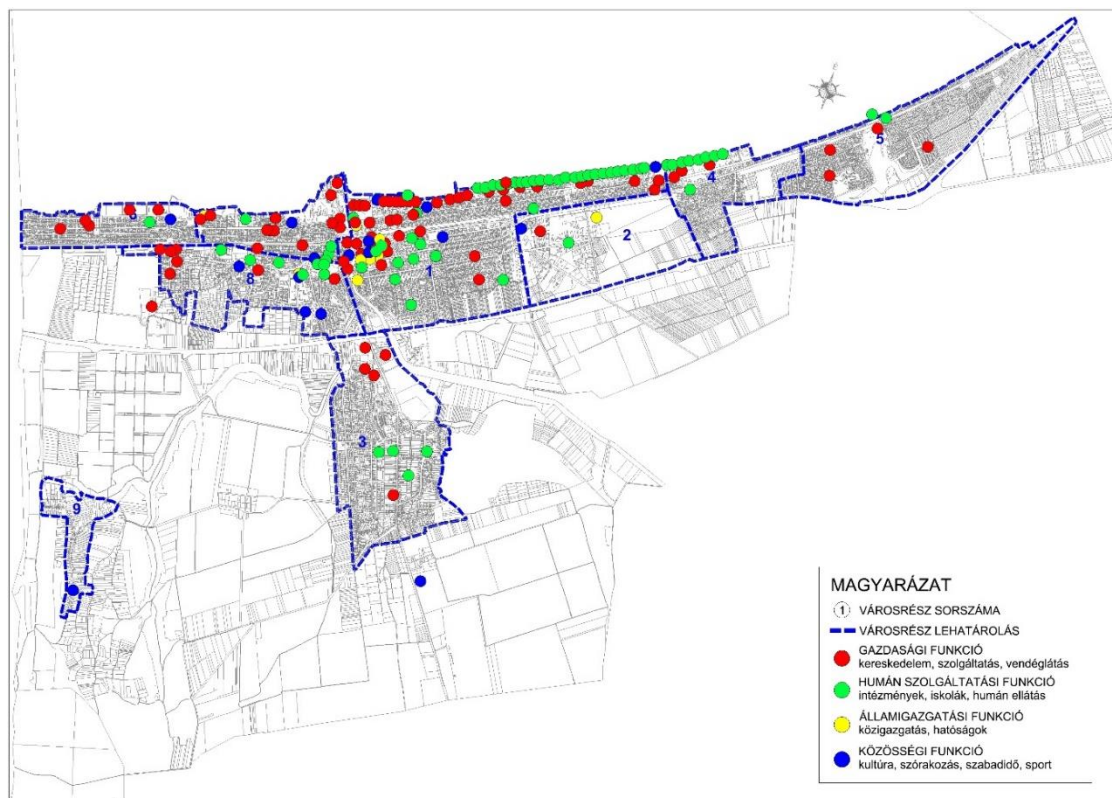 5
4
6
2
1
8
3
9
MAGYARÁZAT
1 VÁROSRÉSZ SORSZÁMA
VÁROSRÉSZ LEHATÁROLÁS
GAZDASÁGI FUNKCIÓ
kereskedelem, szolgáltatás, vendéglátás
HUMÁN SZOLGÁLTATÁSI FUNKCIÓ
intézmények, iskolák, humán ellátás
ÁLLAMIGAZGATÁSI FUNKCIÓ
közigazgatás, hatóságok
KÖZÖSSÉGI FUNKCIÓ
kultúra, szórakozás, szabadidő, sport